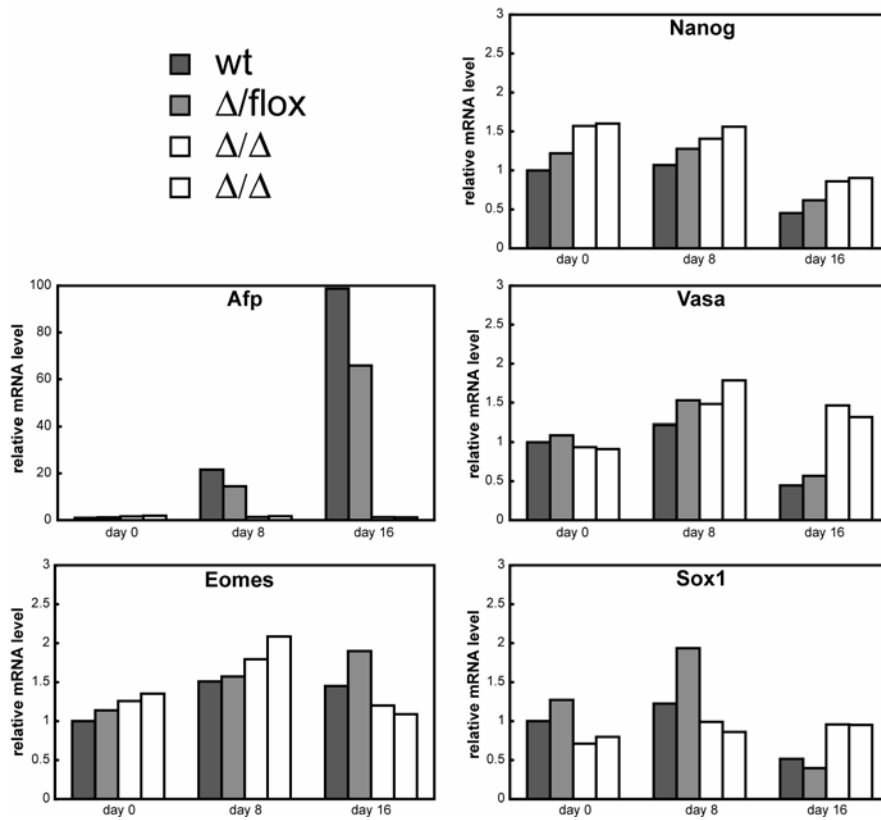 wt
Δ/flox
Δ/Δ
Δ/Δ
Nanog
relative mRNA level
3
2.5
2
1.5
1
0.5
0
day 0 day 8 day 16
Afp
relative mRNA level
100
80
60
40
20
0
day 0 day 8 day 16
Vasa
relative mRNA level
3
2.5
2
1.5
1
0.5
0
day 0 day 8 day 16
Eomes
relative mRNA level
3
2.5
2
1.5
1
0.5
0
day 0 day 8 day 16
Sox1
relative mRNA level
3
2.5
2
1.5
1
0.5
0
day 0 day 8 day 16